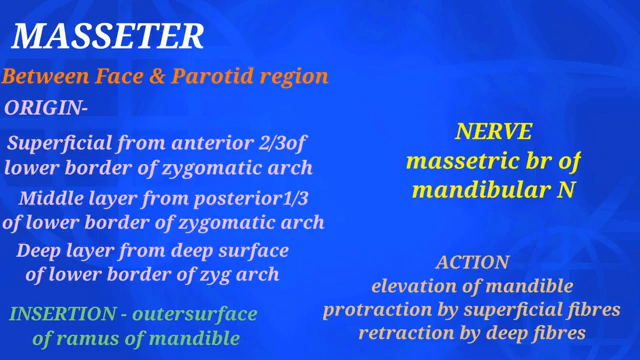 MASSETER
Between Face & Parotid region
ORIGIN-
Superficial from anterior 2/3of
lower border of zygomatic arch
Middle layer from posterior1/3
of lower border of zygomatic arch
Deep layer from deep surface
of lower border of zyg arch
INSERTION - outersurface
of ramus of mandible
NERVE
massetric br of
mandibular N
ACTION
elevation of mandible
protraction by superficial fibres
retraction by deep fibres